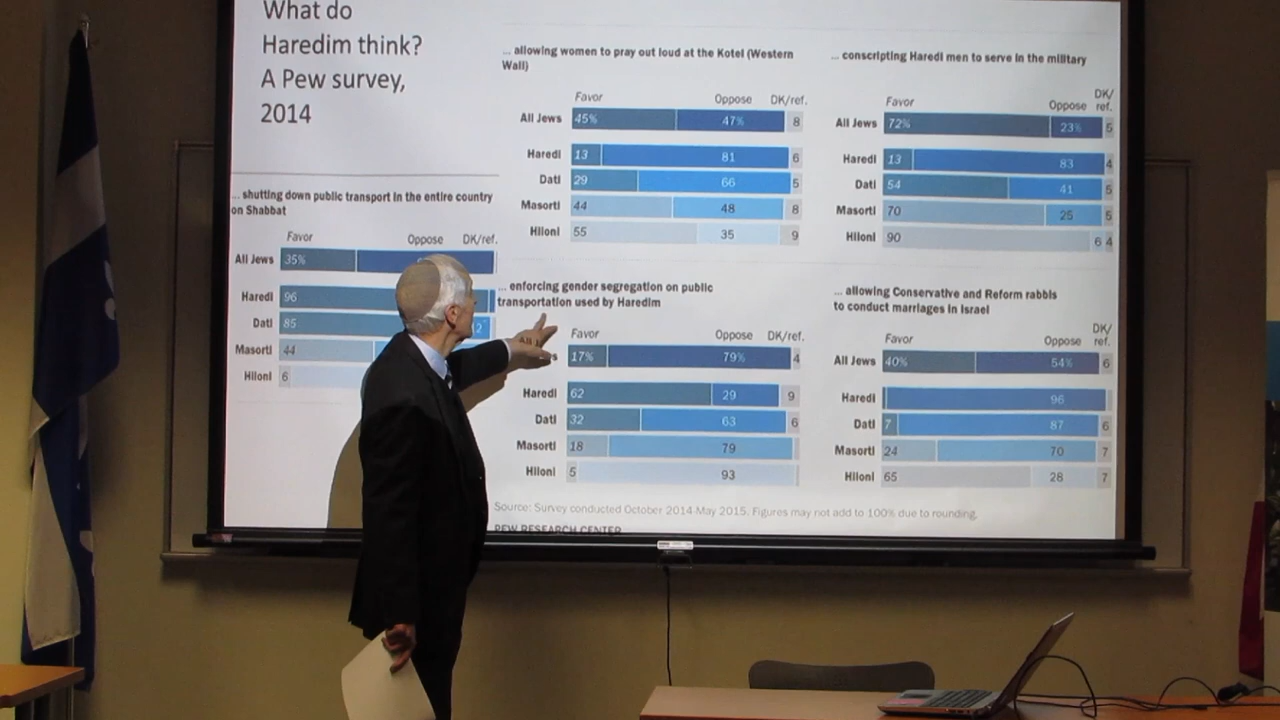 What do
Haredim think?
A Pew survey,
2014
... shutting down public transport in the entire country
on Shabbat
Favor Oppose DK/ref.
All Jews 35%
Haredi 96
Dati 85 12
Masorti 44
Hiloni 6
... allowing women to pray out loud at the Kotel (Western
Wall)
Favor Oppose DK/ref.
All Jews 45% 47% 8
Haredi 13 81 6
Dati 29 66 5
Masorti 44 48 8
Hiloni 55 35 9
... enforcing gender segregation on public
transportation used by Haredim
Favor Oppose DK/ref.
17% 79% 4
Haredi 62 29 9
Dati 32 63 6
Masorti 18 79
Hiloni 5 93
... conscripting Haredi men to serve in the military
Favor Oppose DK/
ref.
All Jews 72% 23% 5
Haredi 13 83 4
Dati 54 41 5
Masorti 70 25 5
Hiloni 90 6 4
... allowing Conservative and Reform rabbis
to conduct marriages in Israel
Favor Oppose DK/
ref.
All Jews 40% 54% 6
Haredi 96
Dati 7 87 6
Masorti 24 70 7
Hiloni 65 28 7
Source: Survey conducted October 2014-May 2015. Figures may not add to 100% due to rounding.
PEW RESEARCH CENTER